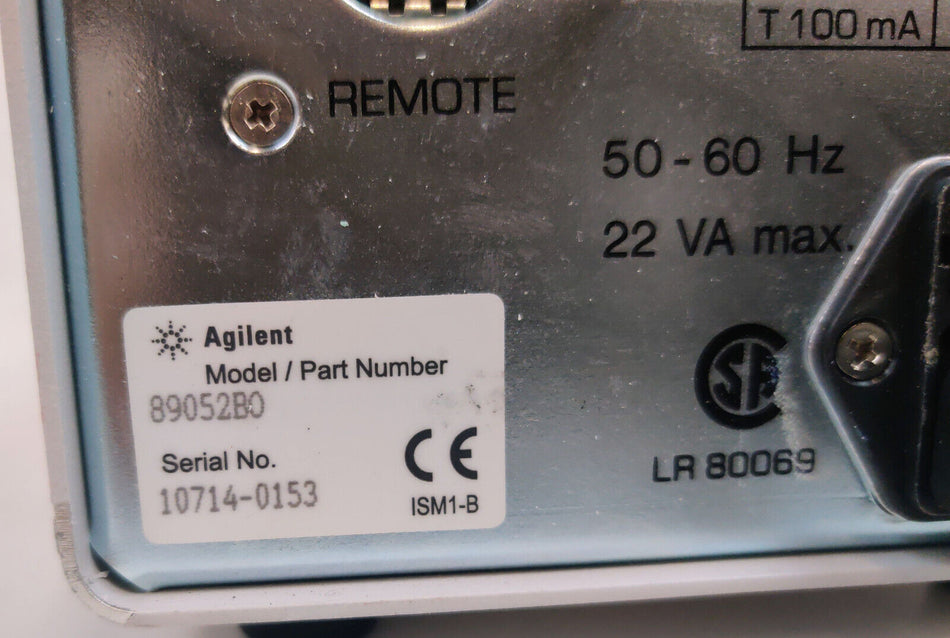 T 100 mA
REMOTE
50-60 Hz
22 VA max.
Agilent
Model / Part Number
89052B0
Serial No.
10714-0153
CE
ISM1-B
LR 80069